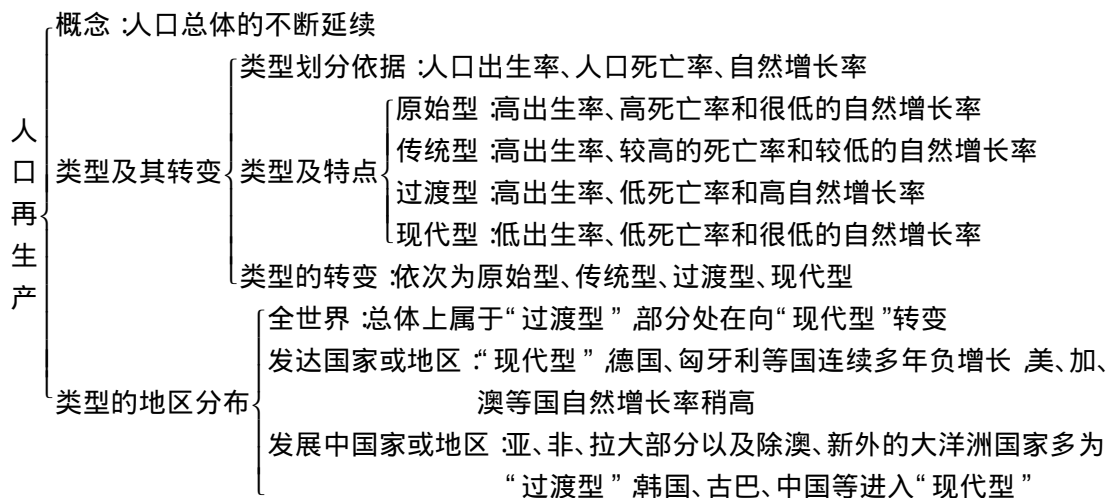 人口再生产
概念:人口总体的不断延续
类型及其转变
类型划分依据:人口出生率、人口死亡率、自然增长率
类型及特点
原始型:高出生率、高死亡率和很低的自然增长率
传统型:高出生率、较高的死亡率和较低的自然增长率
过渡型:高出生率、低死亡率和高自然增长率
现代型:低出生率、低死亡率和很低的自然增长率
类型的转变:依次为原始型、传统型、过渡型、现代型
类型的地区分布
全世界:总体上属于“过渡型”,部分处在向“现代型”转变
发达国家或地区:“现代型”,德国、匈牙利等国连续多年负增长,美、加、
澳等国自然增长率稍高
发展中国家或地区:亚、非、拉大部分以及除澳、新外的大洋洲国家多为
“过渡型”,韩国、古巴、中国等进入“现代型”